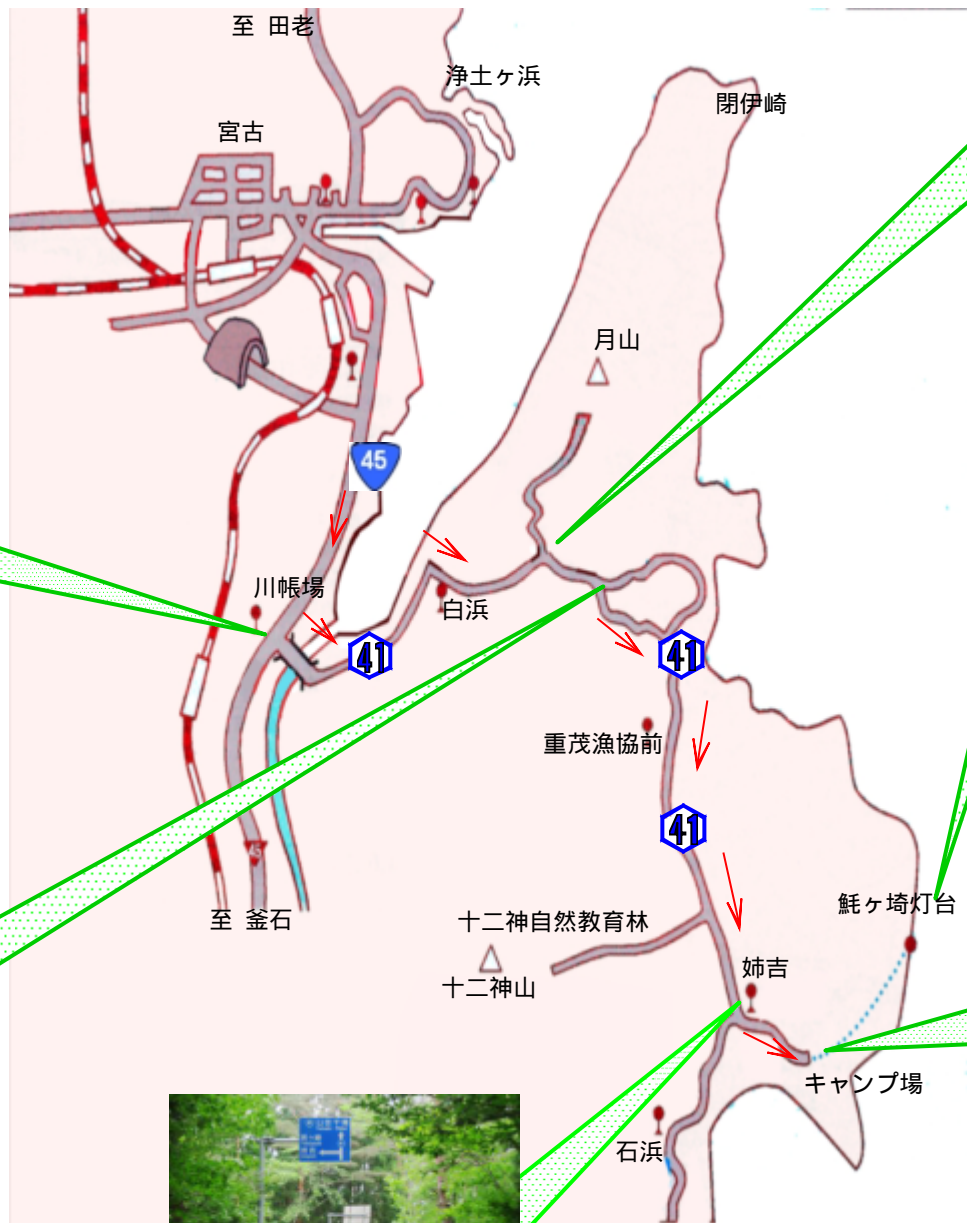 至 田老
浄土ヶ浜
閉伊崎
宮古
月山
45
川帳場
白浜
41
41
重茂漁協前
41
45
魹ヶ埼灯台
至 釜石
十二神自然教育林
姉吉
十二神山
キャンプ場
石浜